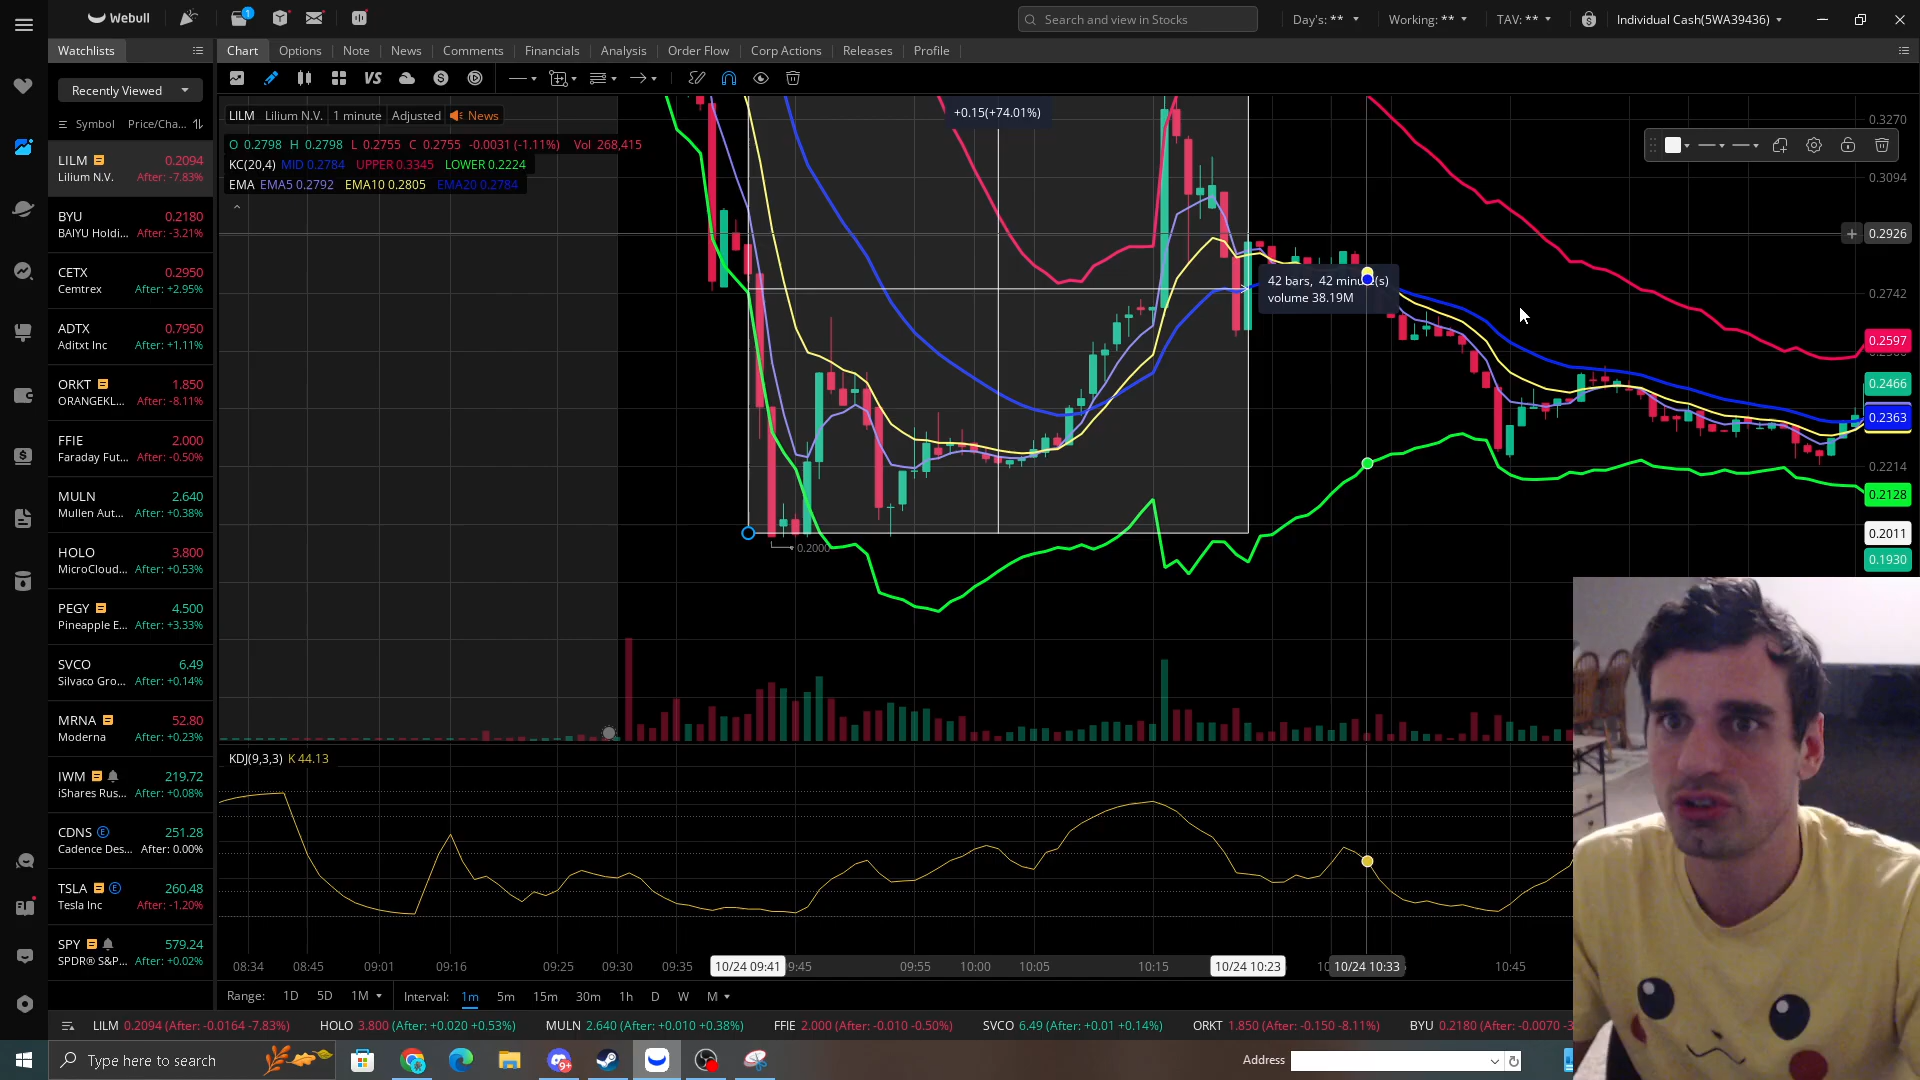 Webull
1
Search and view in Stocks
Day's: **
Working: **
TAV: **
Individual Cash(5WA39436)
Watchlists
Chart Options Note News Comments Financials Analysis Order Flow Corp Actions Releases Profile
Recently Viewed
VS
S
Symbol Price/Cha...
LILM 0.2094
Lilium N.V. After: -7.83%
BYU 0.2180
BAIYU Holdi... After: -3.21%
CETX 0.2950
Cemtrex After: +2.95%
ADTX 0.7950
Aditxt Inc After: +1.11%
ORKT 1.850
ORANGEKL... After: -8.11%
FFIE 2.000
Faraday Fut... After: -0.50%
MULN 2.640
Mullen Aut... After: +0.38%
HOLO 3.800
MicroCloud... After: +0.53%
PEGY 4.500
Pineapple E... After: +3.33%
SVCO 6.49
Silvaco Gro... After: +0.14%
MRNA 52.80
Moderna After: +0.23%
IWM 219.72
iShares Rus... After: +0.08%
CDNS E 251.28
Cadence Des... After: 0.00%
TSLA E 260.48
Tesla Inc After: -1.20%
SPY 579.24
SPDR® S&P... After: +0.02%
LILM Lilium N.V. 1 minute Adjusted News
O 0.2798 H 0.2798 L 0.2755 C 0.2755 -0.0031 (-1.11%) Vol 268,415
KC(20,4) MID 0.2784 UPPER 0.3345 LOWER 0.2224
EMA EMA5 0.2792 EMA10 0.2805 EMA20 0.2784
+0.15(+74.01%)
42 bars, 42 minute(s)
volume 38.19M
0.2000
0.3270
0.3094
0.2926
0.2742
0.2597
0.2466
0.2363
0.2214
0.2128
0.2011
0.1930
KDJ(9,3,3) K 44.13
08:34 08:45 09:01 09:16 09:25 09:30 09:35 10/24 09:41 9:45 09:55 10:00 10:05 10:15 10/24 10:23 10/24 10:33 10:45
Range: 1D 5D 1M Interval: 1m 5m 15m 30m 1h D W M
LILM 0.2094 (After: -0.0164 -7.83%) HOLO 3.800 (After: +0.020 +0.53%) MULN 2.640 (After: +0.010 +0.38%) FFIE 2.000 (After: -0.010 -0.50%) SVCO 6.49 (After: +0.01 +0.14%) ORKT 1.850 (After: -0.150 -8.11%) BYU 0.2180 (After: -0.0070 -3
Type here to search
9+
Address